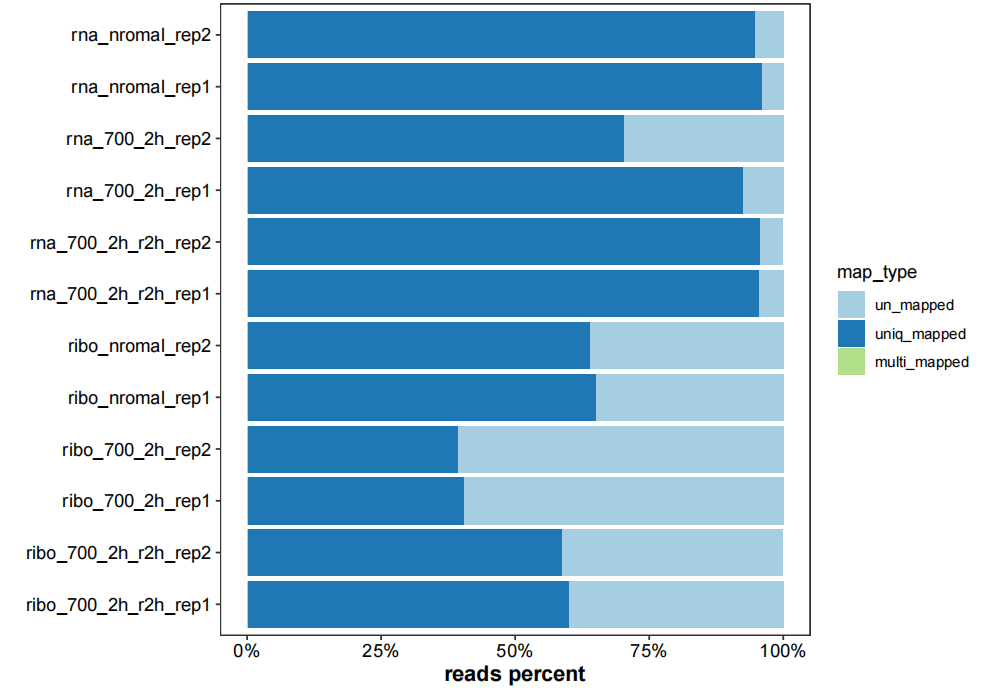 rna_nromal_rep2
rna_nromal_rep1
rna_700_2h_rep2
rna_700_2h_rep1
rna_700_2h_r2h_rep2
rna_700_2h_r2h_rep1
ribo_nromal_rep2
ribo_nromal_rep1
ribo_700_2h_rep2
ribo_700_2h_rep1
ribo_700_2h_r2h_rep2
ribo_700_2h_r2h_rep1
0% 25% 50% 75% 100%
reads percent
map_type
un_mapped
uniq_mapped
multi_mapped